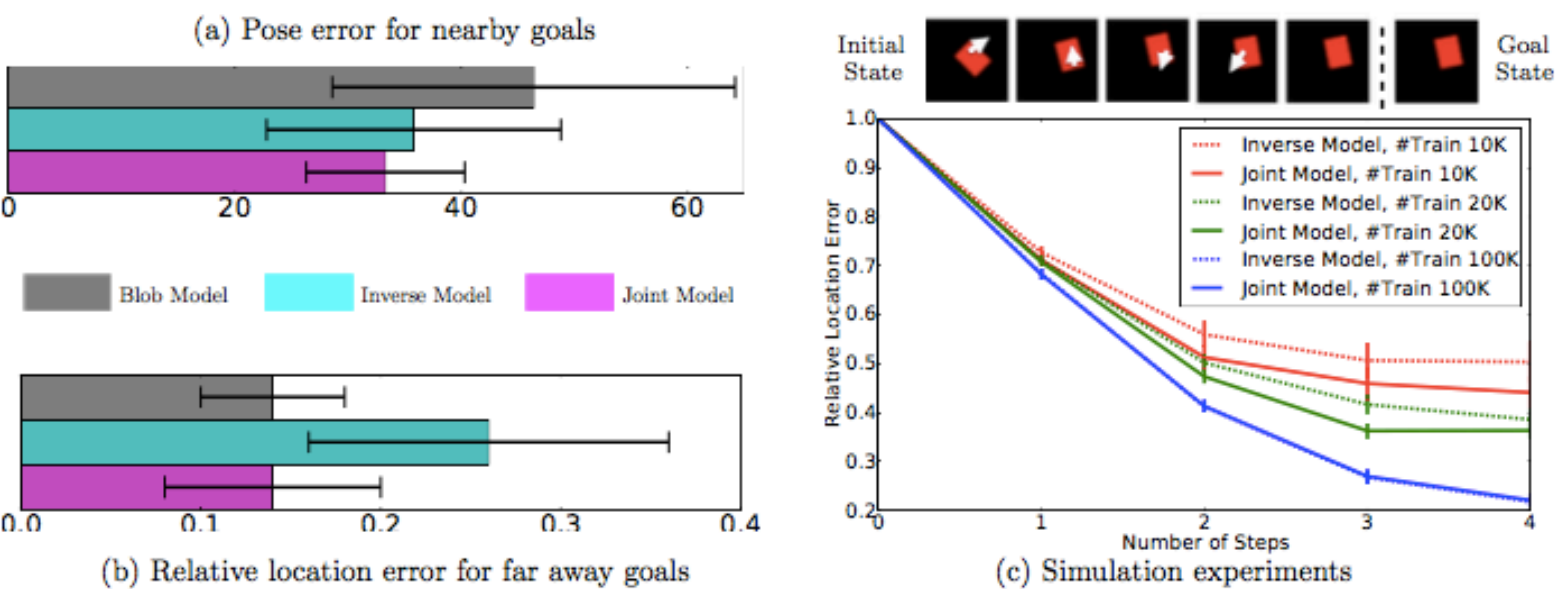 (a) Pose error for nearby goals
0 20 40 60
Blob Model Inverse Model Joint Model
0.0 0.1 0.2 0.3 0.4
(b) Relative location error for far away goals
Initial
State
Goal
State
1.0
0.9
0.8
0.7
0.6
0.5
0.4
0.3
0.2
Relative Location Error
Inverse Model, #Train 10K
Joint Model, #Train 10K
Inverse Model, #Train 20K
Joint Model, #Train 20K
Inverse Model, #Train 100K
Joint Model, #Train 100K
0 1 2 3 4
Number of Steps
(c) Simulation experiments